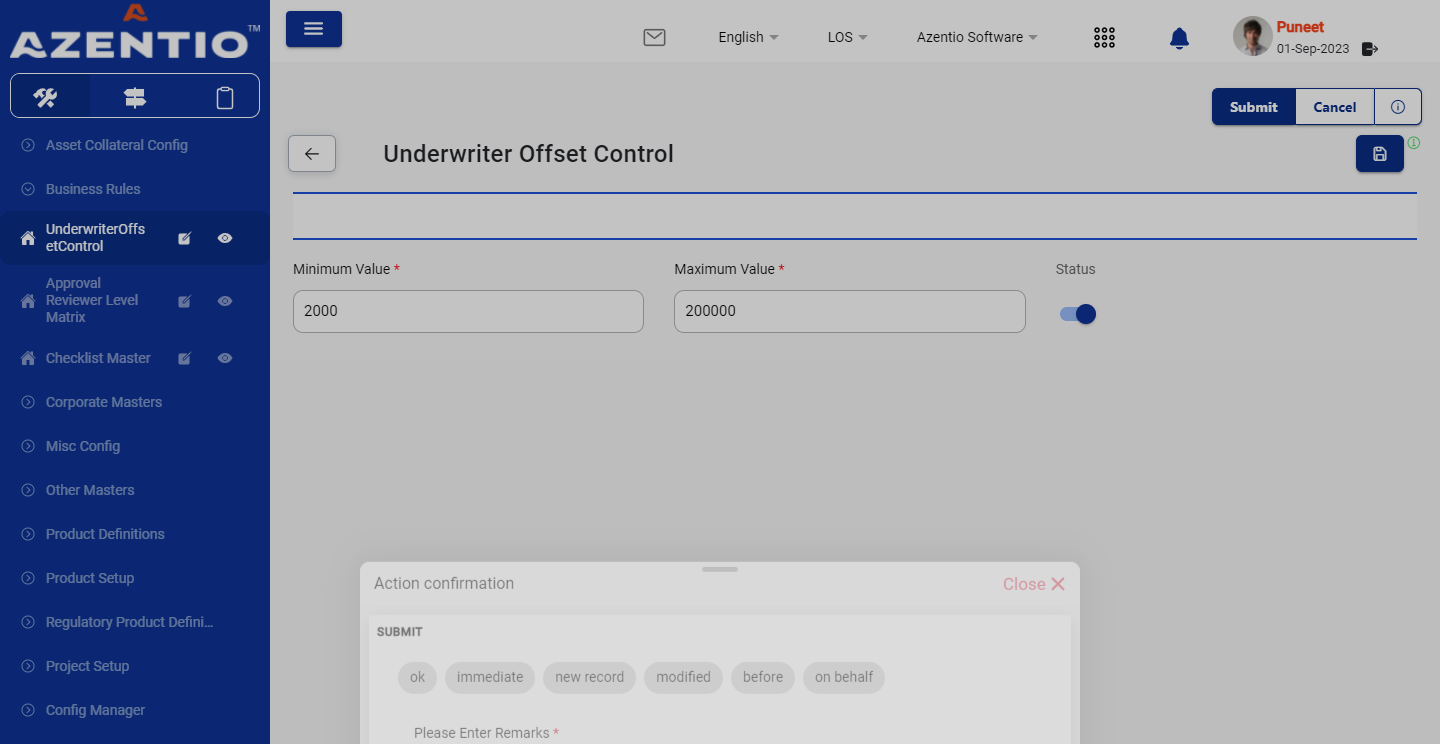 AZENTIO™
English
LOS
Azentio Software
Puneet
01-Sep-2023
Submit
Cancel
Asset Collateral Config
Business Rules
UnderwriterOffs
etControl
Approval
Reviewer Level
Matrix
Checklist Master
Corporate Masters
Misc Config
Other Masters
Product Definitions
Product Setup
Regulatory Product Defini...
Project Setup
Config Manager
Underwriter Offset Control
Minimum Value *
Maximum Value *
Status
2000
200000
Action confirmation
Close
SUBMIT
ok
immediate
new record
modified
before
on behalf
Please Enter Remarks *